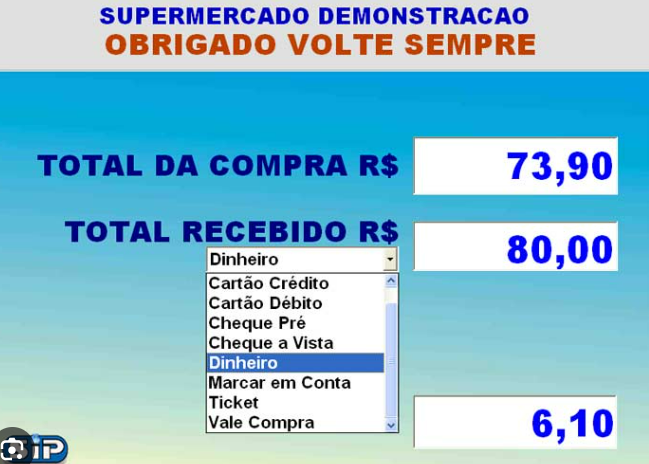 SUPERMERCADO DEMONSTRACAO
OBRIGADO VOLTE SEMPRE
TOTAL DA COMPRA R$ 73,90
TOTAL RECEBIDO R$ 80,00
Dinheiro
Cartão Crédito
Cartão Débito
Cheque Pré
Cheque a Vista
Dinheiro
Marcar em Conta
Ticket
Vale Compra
6,10